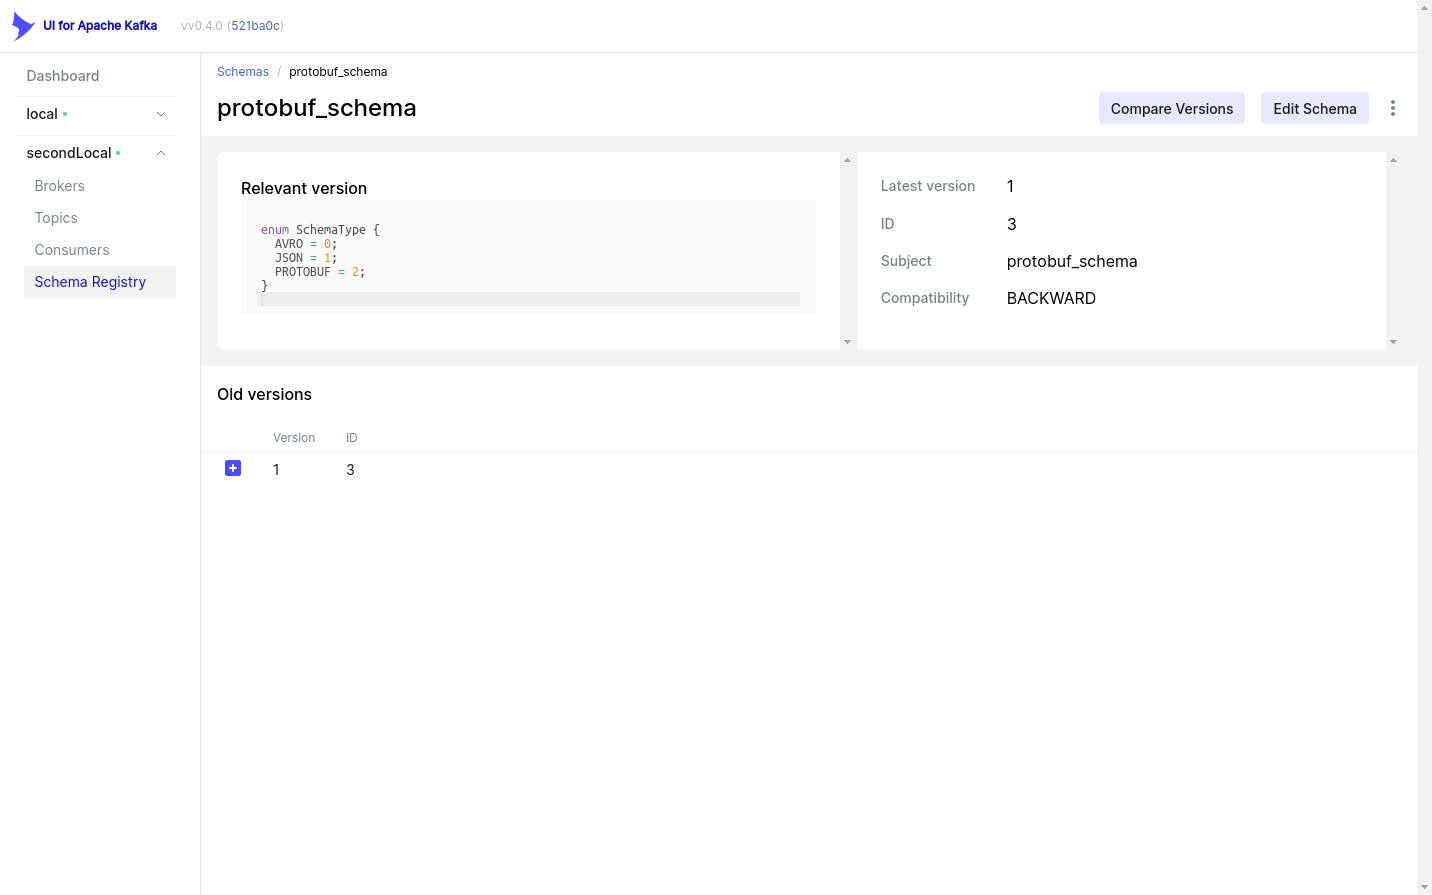 UI for Apache Kafka vv0.4.0 (521ba0c)
Dashboard
local
secondLocal
Brokers
Topics
Consumers
Schema Registry
Schemas / protobuf_schema
protobuf_schema
Compare Versions
Edit Schema
Relevant version
enum SchemaType {
  AVRO = 0;
  JSON = 1;
  PROTOBUF = 2;
}
Latest version 1
ID 3
Subject protobuf_schema
Compatibility BACKWARD
Old versions
Version ID
1 3